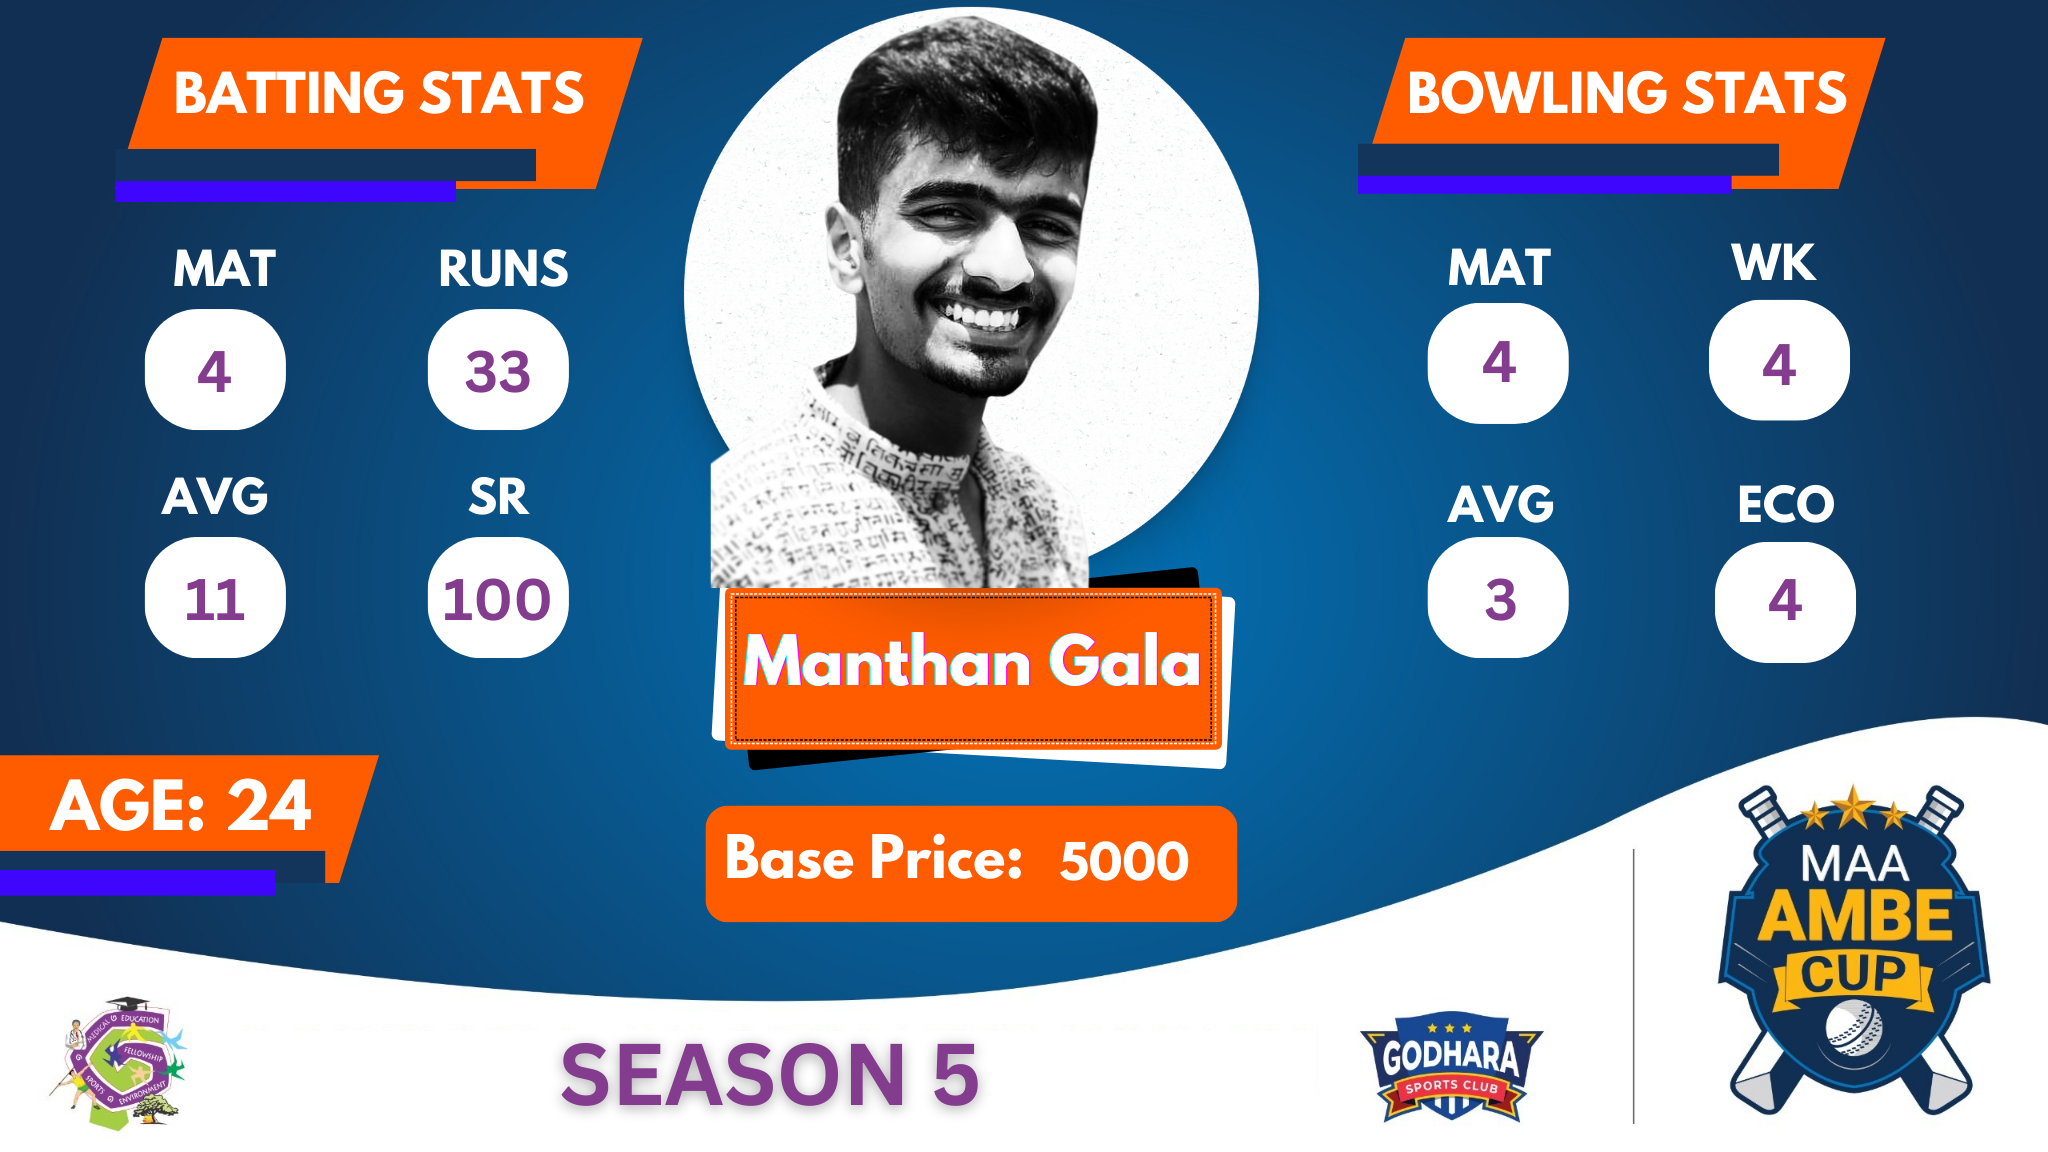 BATTING STATS
MAT RUNS
4 33
AVG SR
11 100
BOWLING STATS
MAT WK
4 4
AVG ECO
3 4
Manthan Gala
Base Price: 5000
AGE: 24
SEASON 5
MEDICAL G EDUCATION
FELLOWSHIP
SPORTS G ENVIRONMENT
GODHARA
SPORTS CLUB
MAA
AMBE
CUP